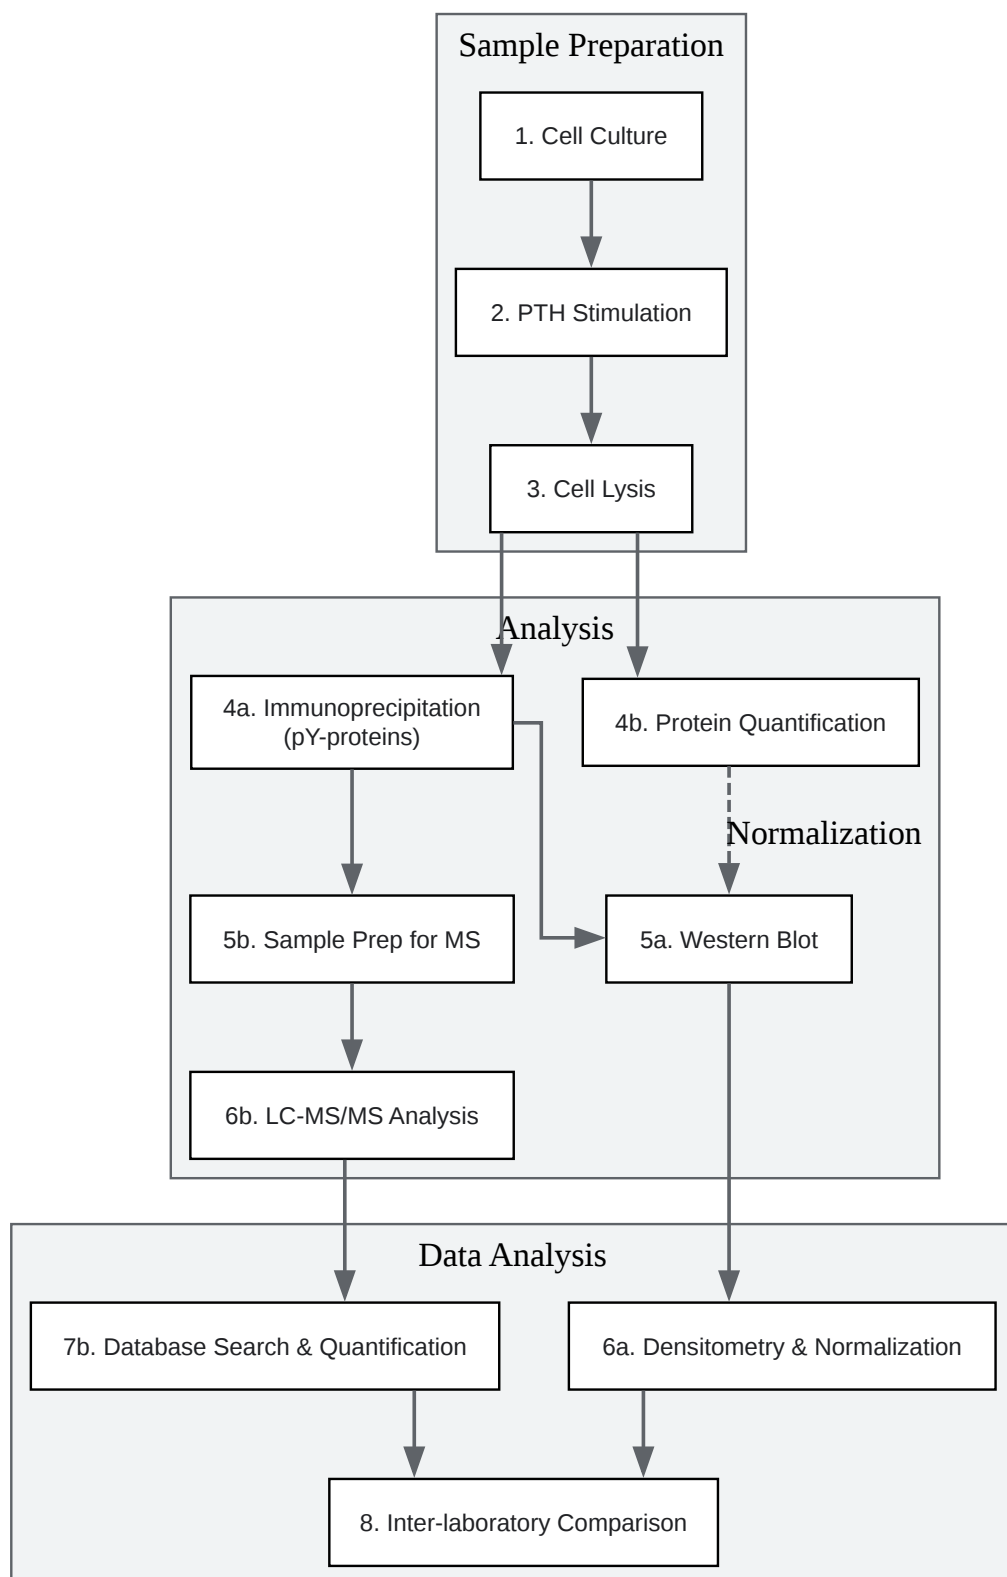 Sample Preparation
1. Cell Culture
2. PTH Stimulation
3. Cell Lysis
Analysis
4a. Immunoprecipitation
(pY-proteins)
4b. Protein Quantification
Normalization
5b. Sample Prep for MS
5a. Western Blot
6b. LC-MS/MS Analysis
Data Analysis
7b. Database Search & Quantification
6a. Densitometry & Normalization
8. Inter-laboratory Comparison